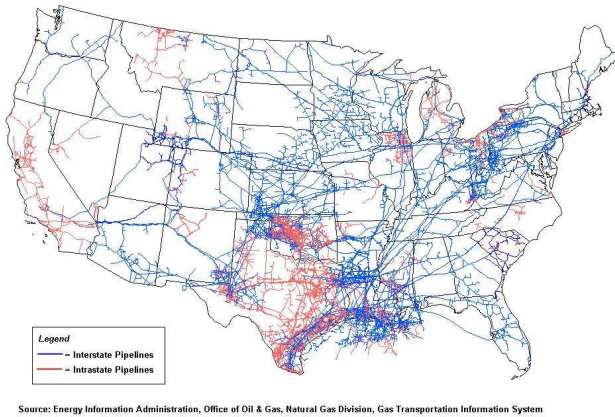 Legend
= Interstate Pipelines
= Intrastate Pipelines
Source: Energy Information Administration, Office of Oil & Gas, Natural Gas Division, Gas Transportation Information System